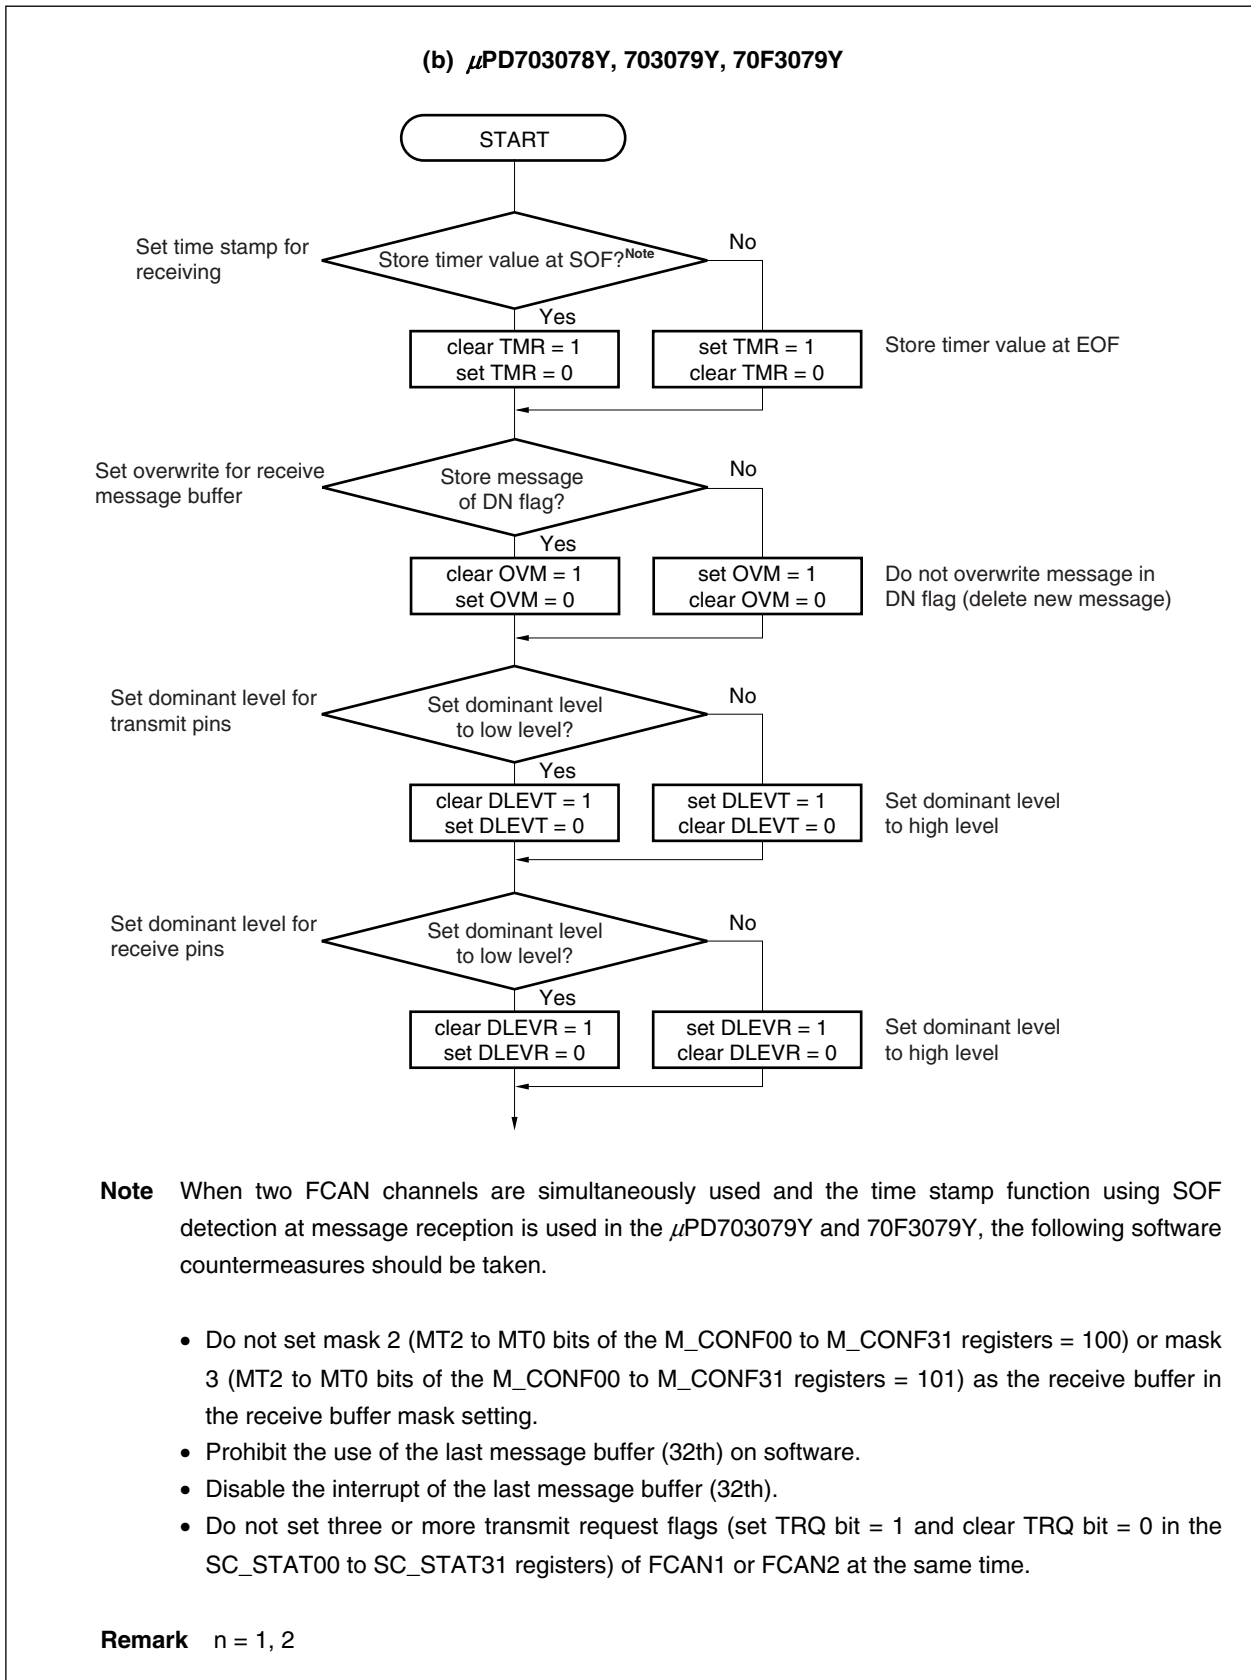 (b) μPD703078Y, 703079Y, 70F3079Y
START
Set time stamp for
receiving
Store timer value at SOF?Note
No
Yes
clear TMR = 1
set TMR = 0
set TMR = 1
clear TMR = 0
Store timer value at EOF
Set overwrite for receive
message buffer
Store message
of DN flag?
No
Yes
clear OVM = 1
set OVM = 0
set OVM = 1
clear OVM = 0
Do not overwrite message in
DN flag (delete new message)
Set dominant level for
transmit pins
Set dominant level
to low level?
No
Yes
clear DLEVT = 1
set DLEVT = 0
set DLEVT = 1
clear DLEVT = 0
Set dominant level
to high level
Set dominant level for
receive pins
Set dominant level
to low level?
No
Yes
clear DLEVR = 1
set DLEVR = 0
set DLEVR = 1
clear DLEVR = 0
Set dominant level
to high level
Note When two FCAN channels are simultaneously used and the time stamp function using SOF
detection at message reception is used in the μPD703079Y and 70F3079Y, the following software
countermeasures should be taken.
• Do not set mask 2 (MT2 to MT0 bits of the M_CONF00 to M_CONF31 registers = 100) or mask
3 (MT2 to MT0 bits of the M_CONF00 to M_CONF31 registers = 101) as the receive buffer in
the receive buffer mask setting.
• Prohibit the use of the last message buffer (32th) on software.
• Disable the interrupt of the last message buffer (32th).
• Do not set three or more transmit request flags (set TRQ bit = 1 and clear TRQ bit = 0 in the
SC_STAT00 to SC_STAT31 registers) of FCAN1 or FCAN2 at the same time.
Remark n = 1, 2